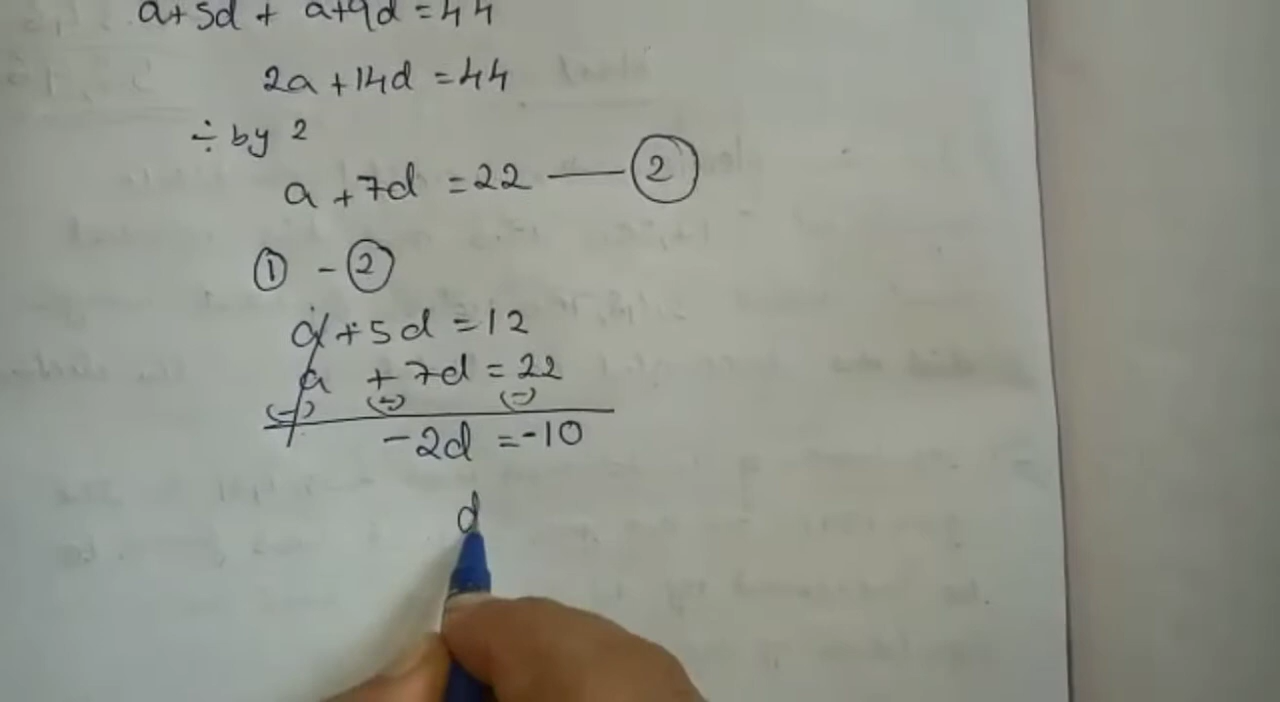 a+5d + a+9d = 44
2a +14d = 44
÷ by 2
a +7d = 22 —— ②
① - ②
a +5d = 12
a + 7d = 22
(-) (-) (-)
-2d = -10
d